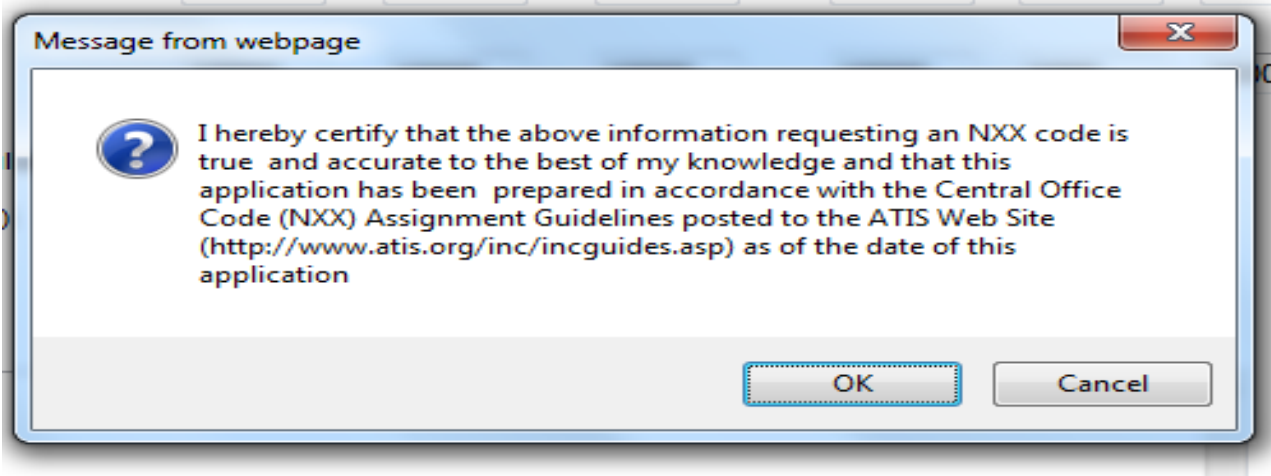 Message from webpage
I hereby certify that the above information requesting an NXX code is
true  and accurate to the best of my knowledge and that this
application has been  prepared in accordance with the Central Office
Code (NXX) Assignment Guidelines posted to the ATIS Web Site
(http://www.atis.org/inc/incguides.asp) as of the date of this
application
OK
Cancel